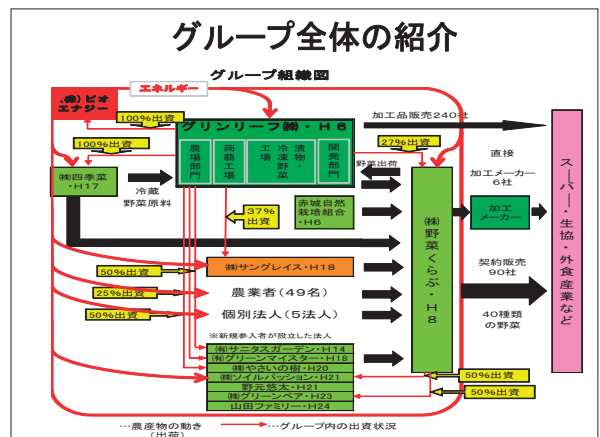 グループ全体の紹介
グループ組織図
エネルギー
(有)ビオ
エナジー
100%出資
グリンリーフ㈱・H6
農場部門
蒟蒻工場
漬物・冷凍野菜工場
開発部門
加工品販売240社
100%出資
27%出資
野菜出荷
直接
加工メーカー
6社
㈱四季菜
・H17
冷蔵
野菜原料
37%
出資
赤城自然
栽培組合
・H6
加工
メーカー
㈱野菜くらぶ・H8
スーパー・生協・外食産業など
㈱サングレイス・H18
50%出資
契約販売
90社
25%出資
農業者(49名)
50%出資
個別法人(5法人)
40種類
の野菜
※新規参入者が設立した法人
㈲サニタスガーデン・H14
㈲グリーンマイスター・H18
㈱やさいの樹・H20
㈱ソイルパッション・H21
野元悠太・H21
㈱グリーンベア・H23
山田ファミリー・H24
50%出資
50%出資
…農産物の動き
(出荷)
…グループ内の出資状況